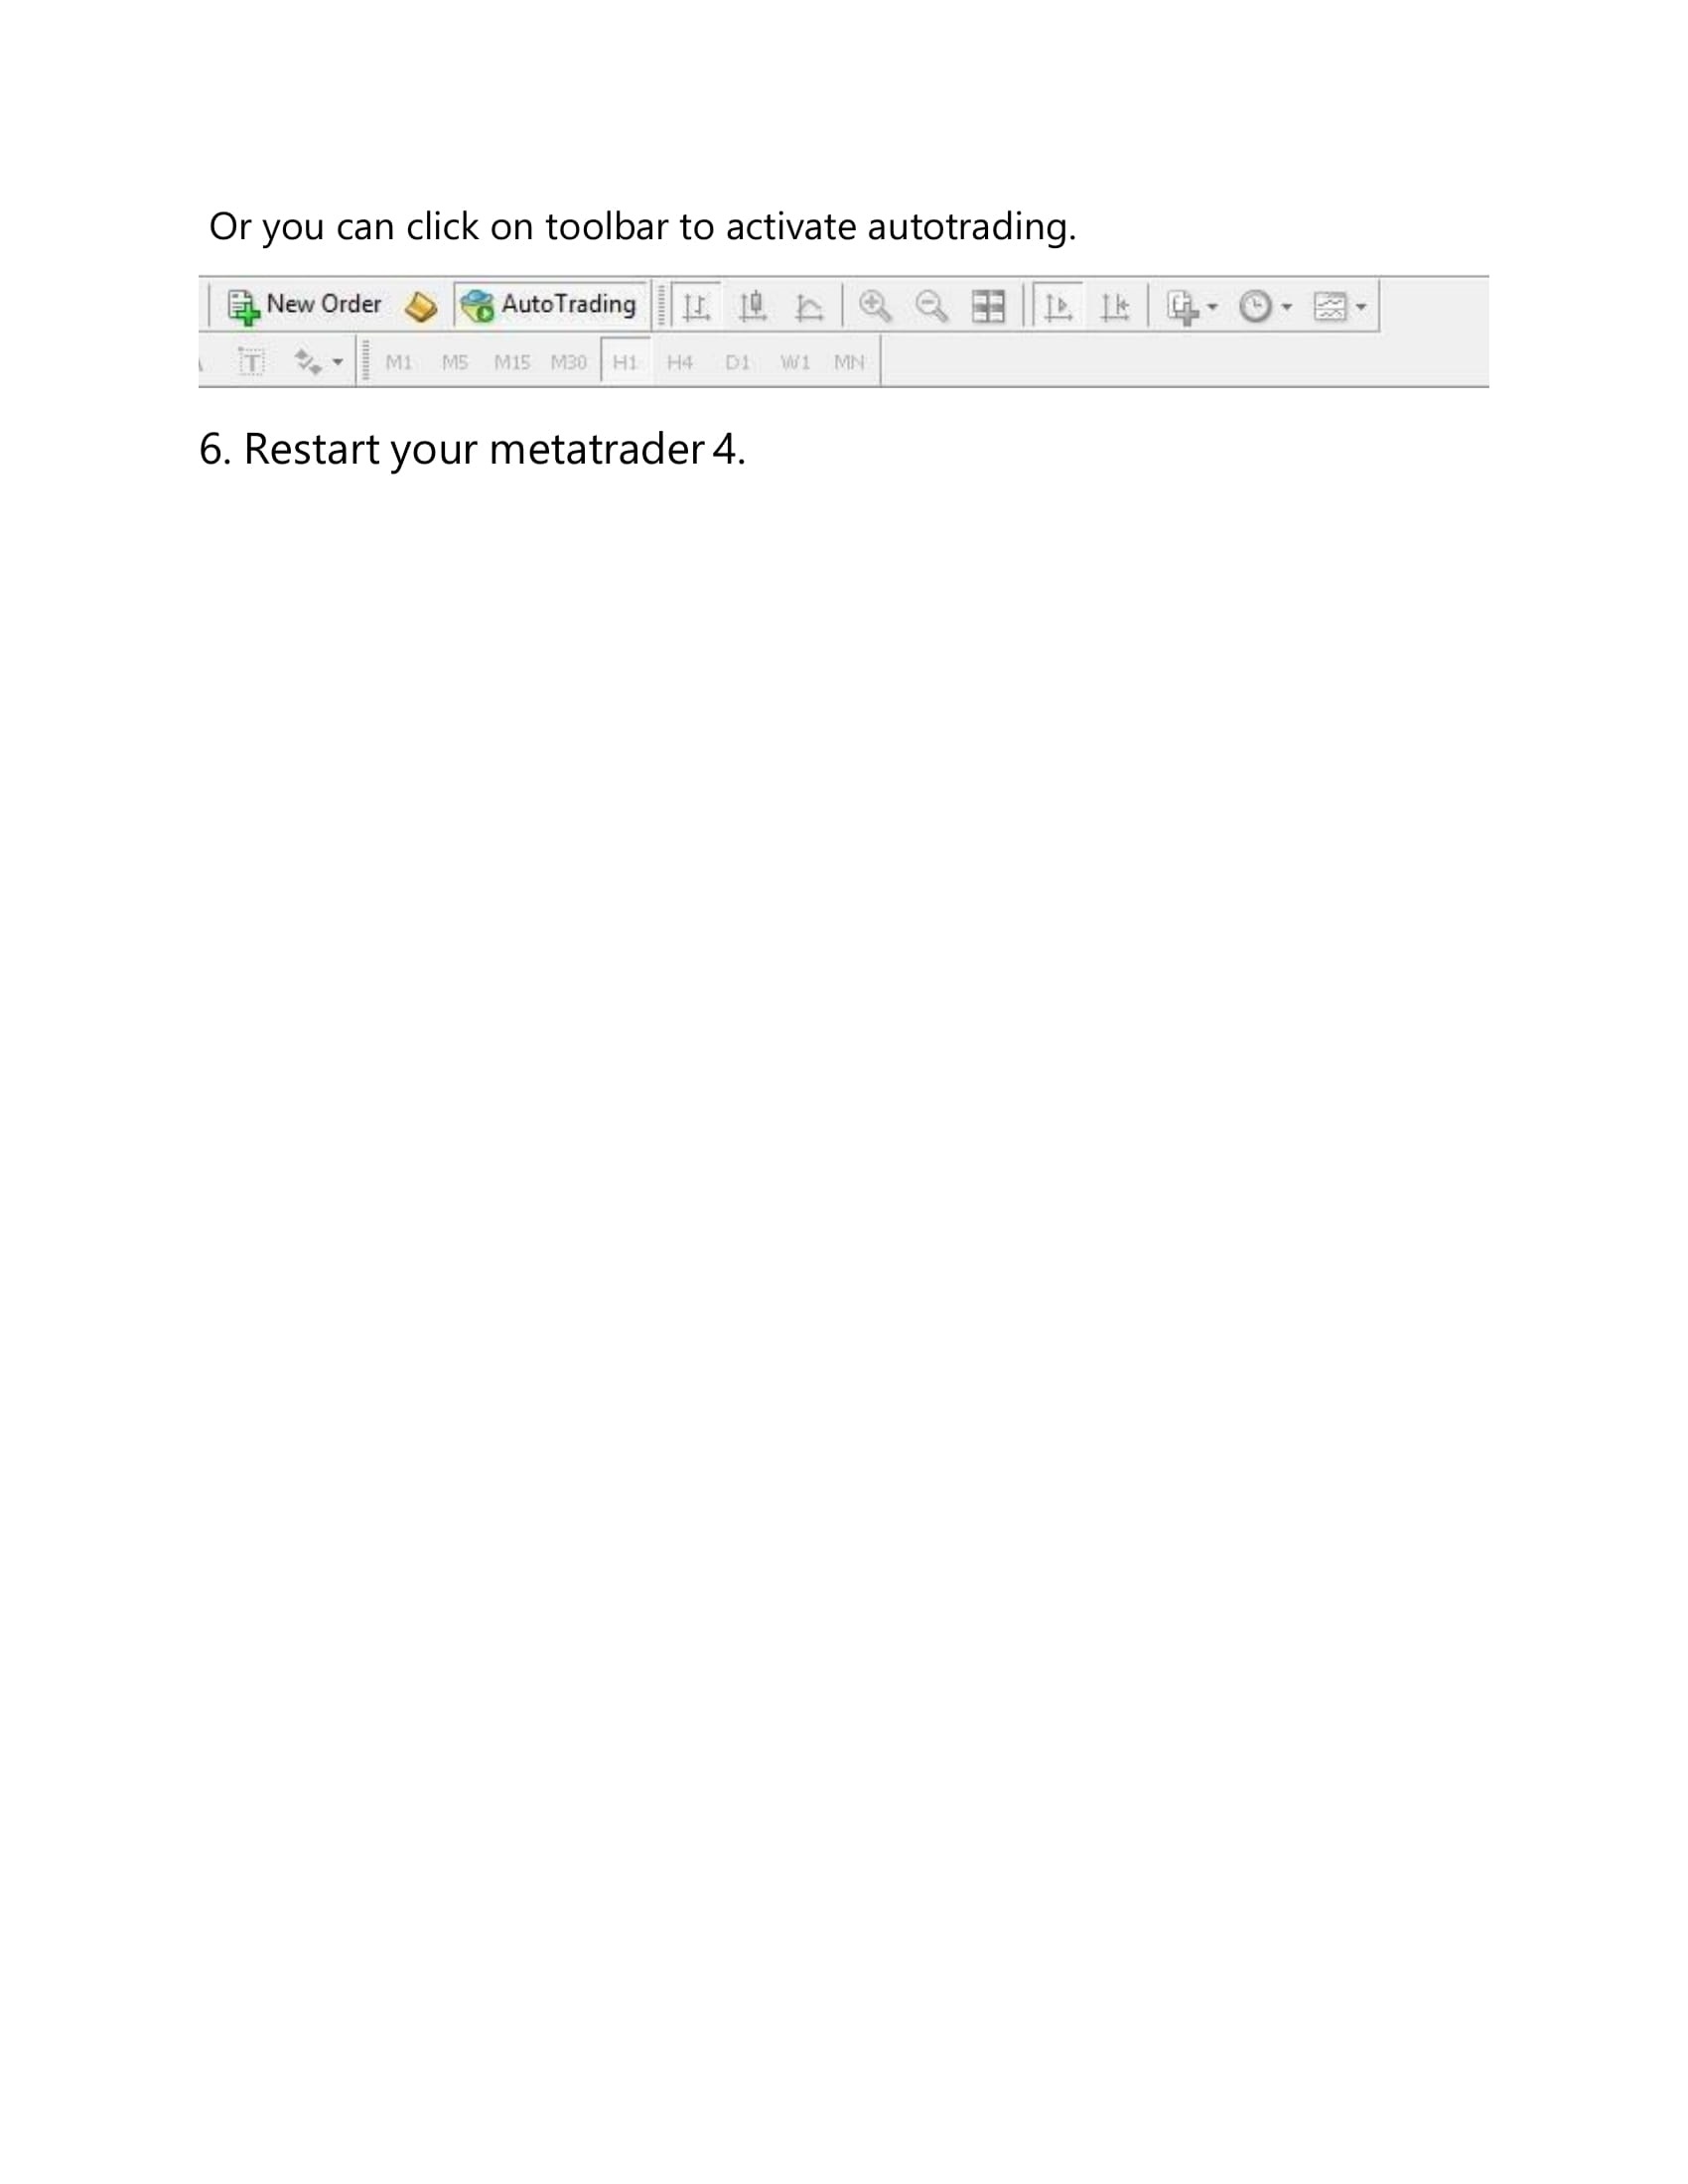 Or you can click on toolbar to activate autotrading.
New Order AutoTrading
T M1 M5 M15 M30 H1 H4 D1 W1 MN
6. Restart your metatrader 4.